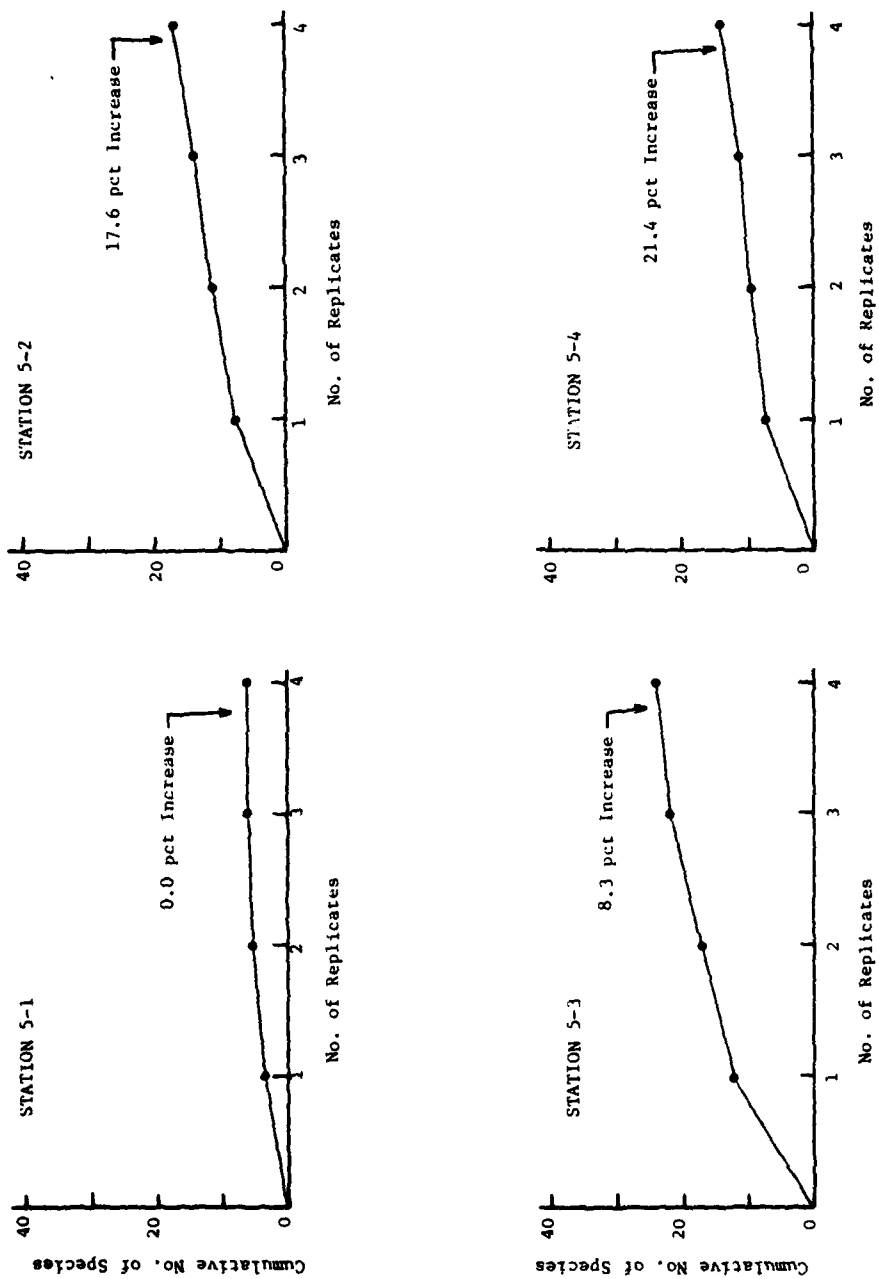 STATION 5-1
40
20
0
0.0 pct Increase
1 2 3 4
No. of Replicates
Cumulative No. of Species
STATION 5-2
40
20
0
17.6 pct Increase
1 2 3 4
No. of Replicates
STATION 5-3
40
20
0
8.3 pct Increase
1 2 3 4
No. of Replicates
Cumulative No. of Species
STATION 5-4
40
20
0
21.4 pct Increase
1 2 3 4
No. of Replicates